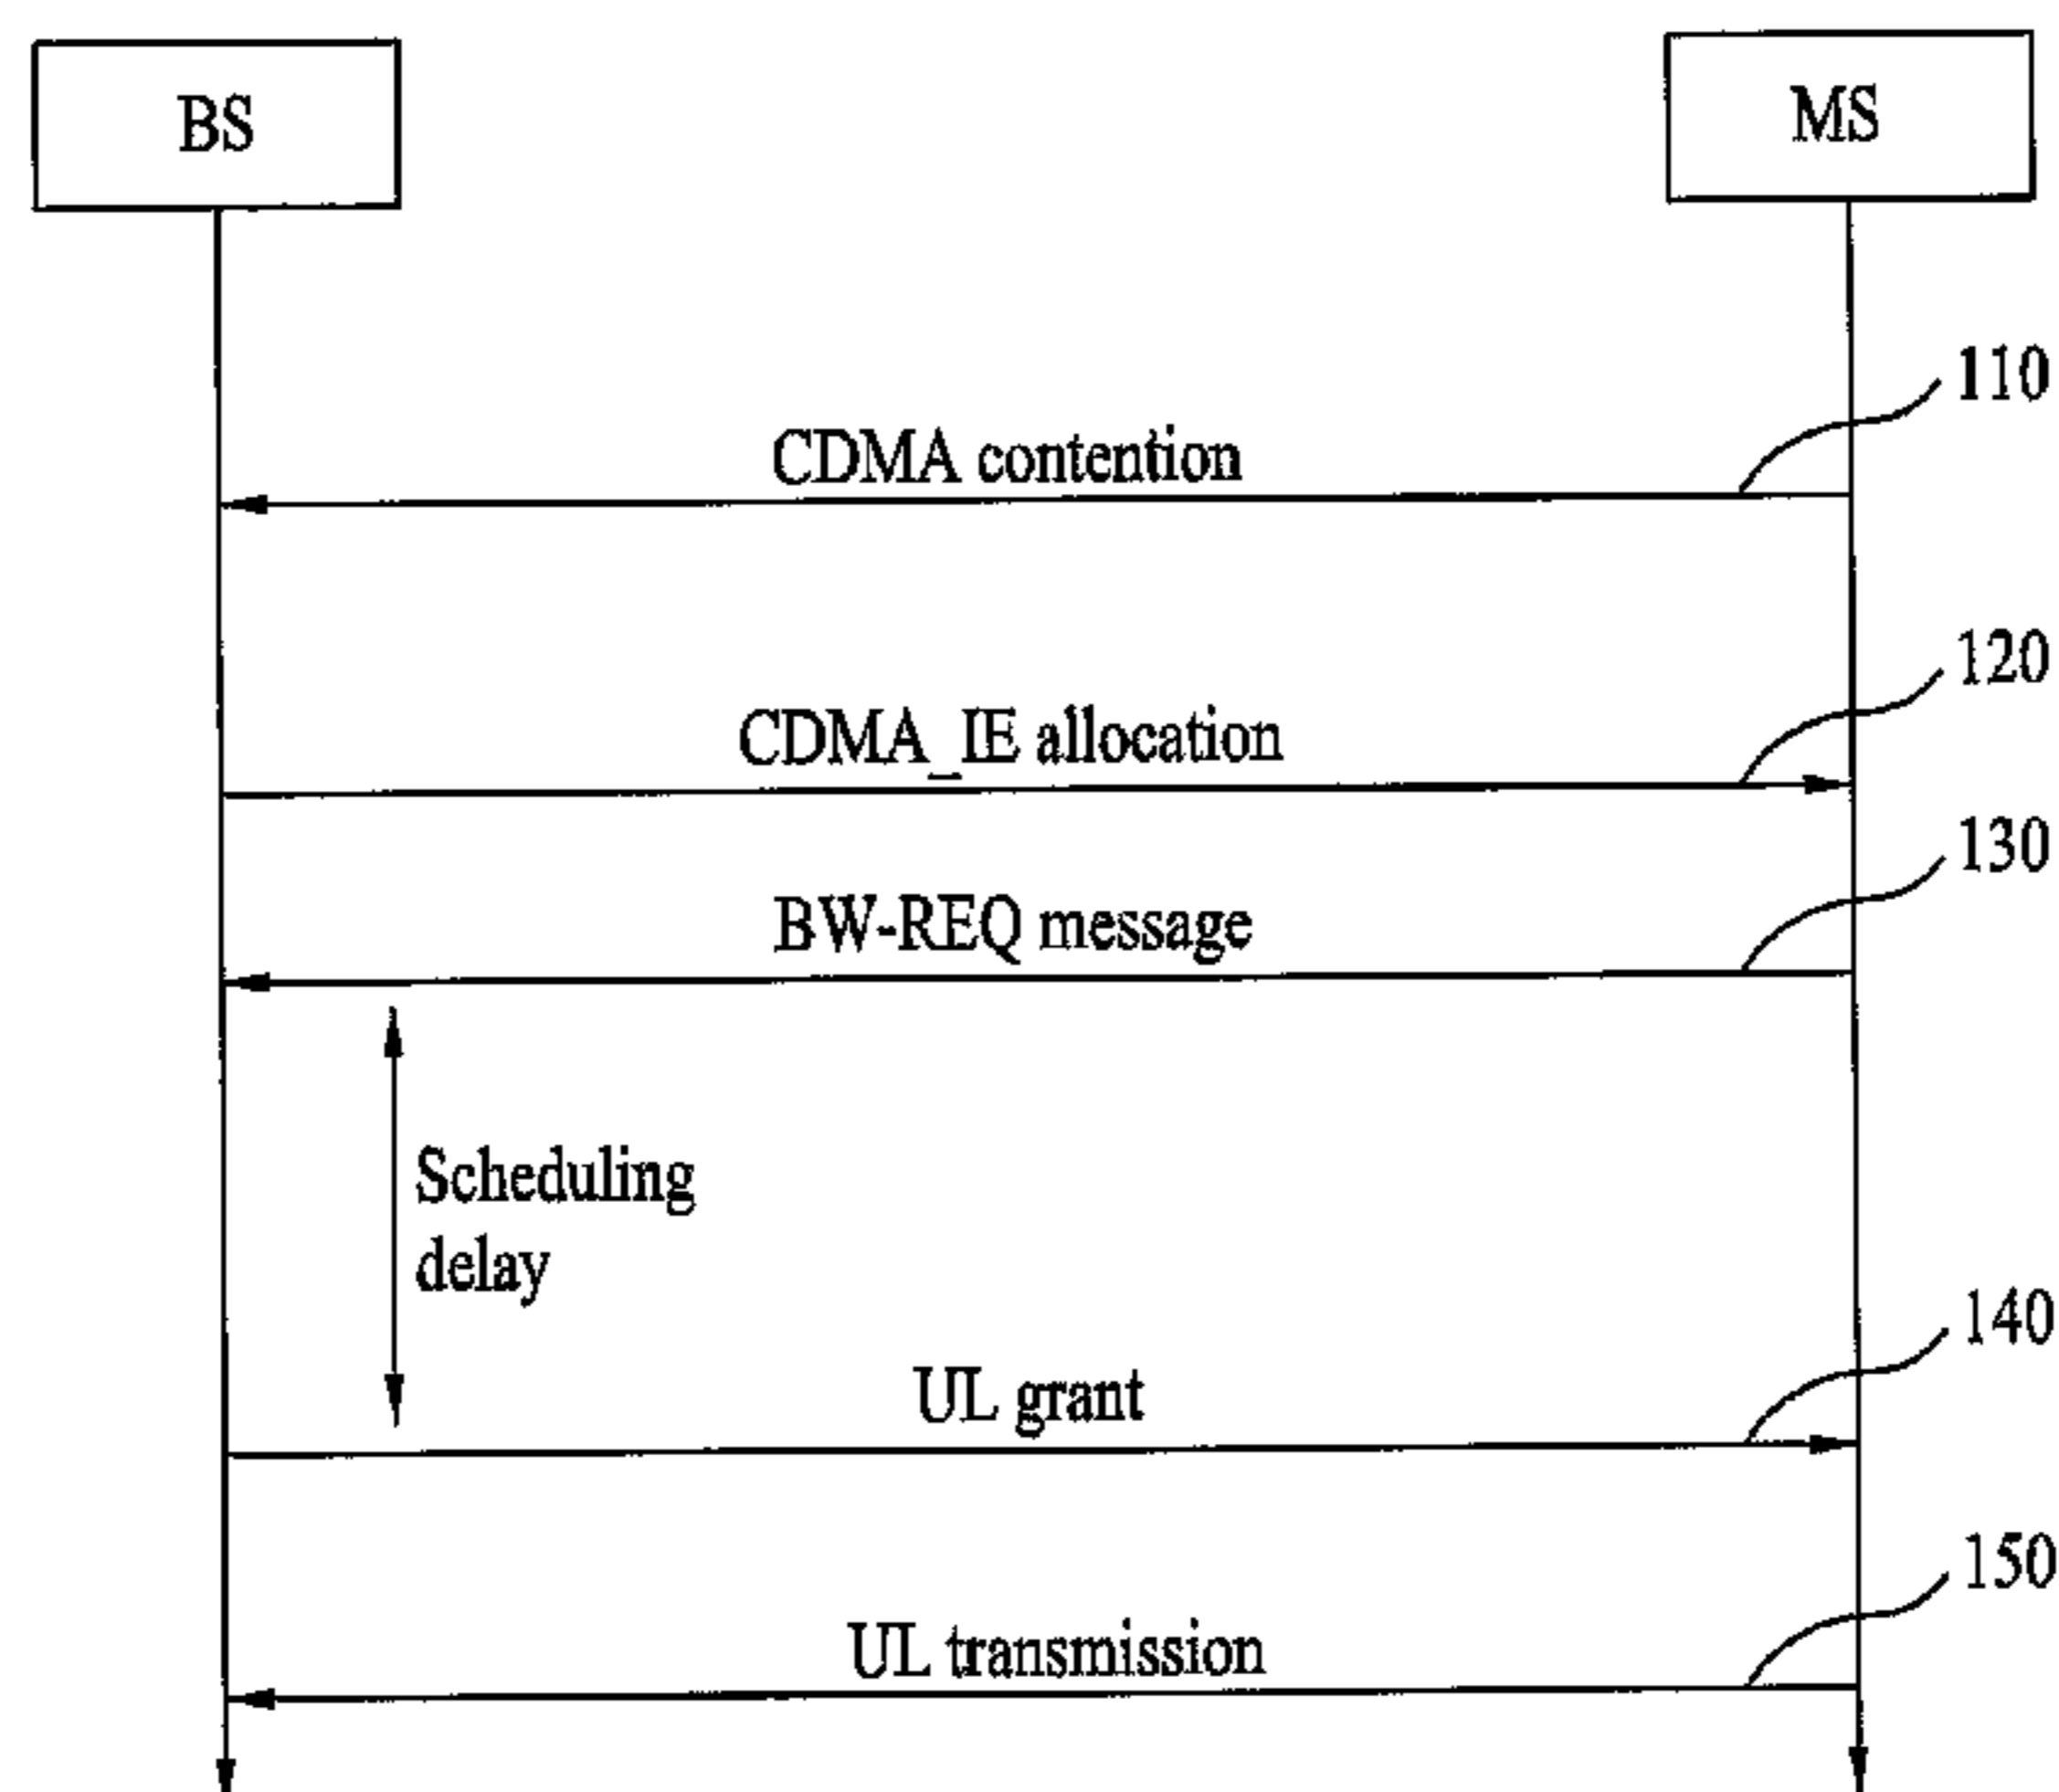 BS
MS
110
CDMA contention
120
CDMA_IE allocation
130
BW-REQ message
Scheduling
delay
140
UL grant
150
UL transmission